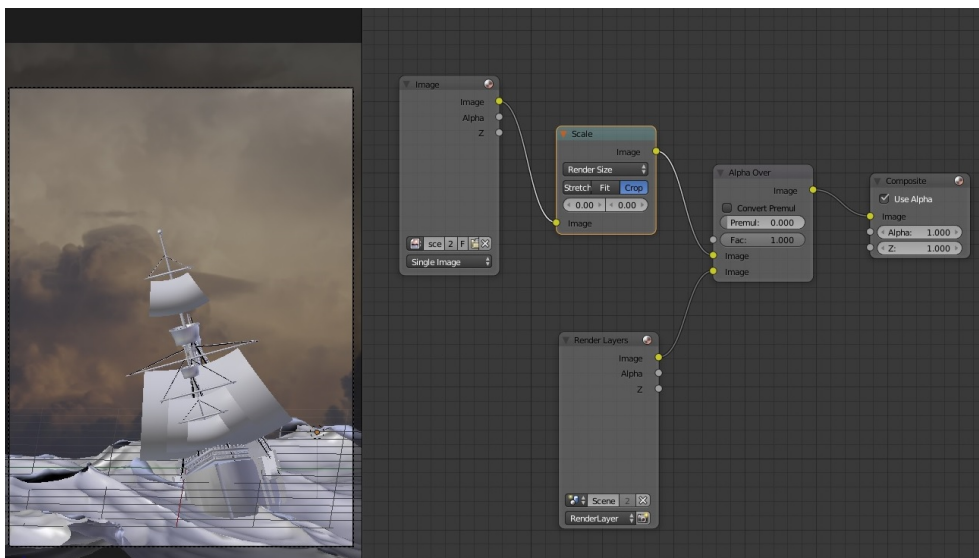 Image
Image
Alpha
Z
sce 2 F
Single Image
Scale
Image
Render Size
Stretch Fit Crop
0.00 0.00
Image
Alpha Over
Image
Convert Premul
Premul: 0.000
Fac: 1.000
Image
Image
Composite
Use Alpha
Image
Alpha: 1.000
Z: 1.000
Render Layers
Image
Alpha
Z
Scene 2
RenderLayer